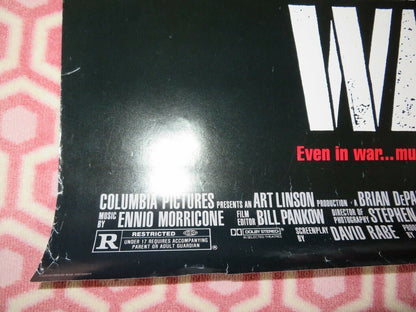 W
Even in war...mu
COLUMBIA PICTURES PRESENTS AN ART LINSON PRODUCTION A BRIAN DePA
MUSIC BY ENNIO MORRICONE FILM EDITOR BILL PANKOW DIRECTOR OF PHOTOGRAPHY STEPHEN
R RESTRICTED UNDER 17 REQUIRES ACCOMPANYING PARENT OR ADULT GUARDIAN ® DOLBY STEREO IN SELECTED THEATRES SCREENPLAY BY DAVID RABE